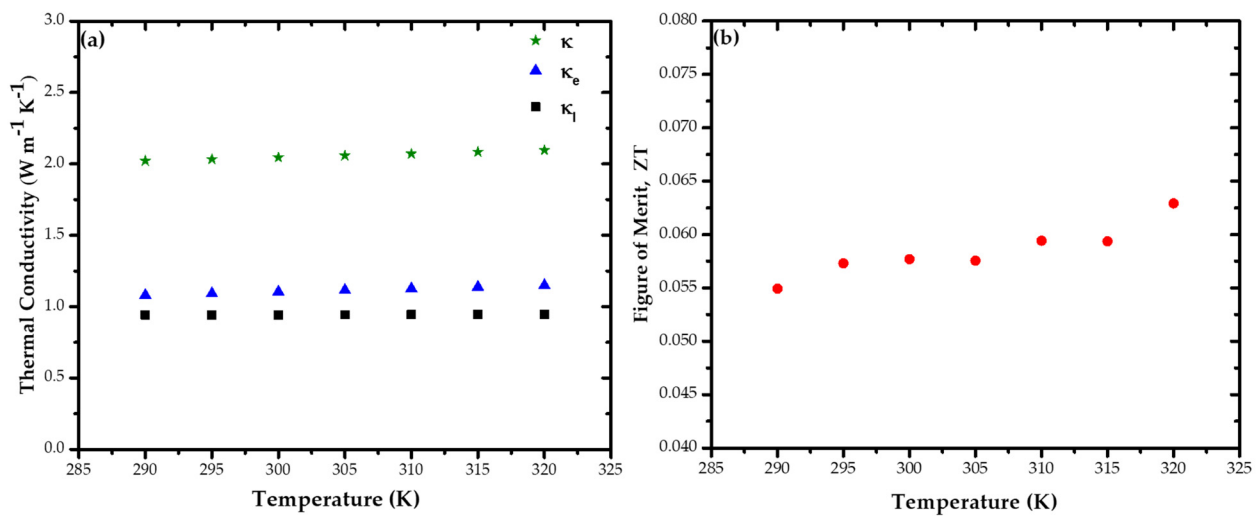 (a)
κ
κe
κl
3.0
2.5
2.0
1.5
1.0
0.5
0.0
285 290 295 300 305 310 315 320 325
Temperature (K)
Thermal Conductivity (W m-1 K-1)
(b)
0.080
0.075
0.070
0.065
0.060
0.055
0.050
0.045
0.040
285 290 295 300 305 310 315 320 325
Temperature (K)
Figure of Merit, ZT